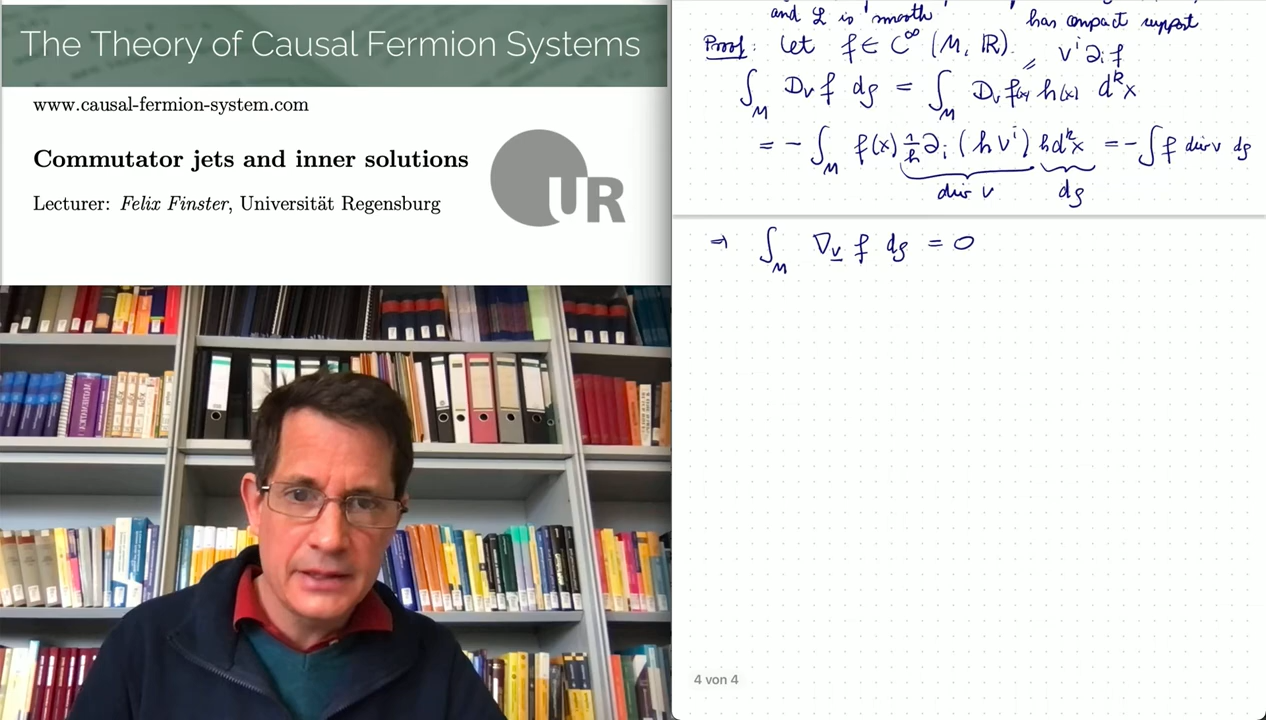 The Theory of Causal Fermion Systems
www.causal-fermion-system.com
Commutator jets and inner solutions
Lecturer: Felix Finster, Universität Regensburg
UR
and ℒ is smooth has compact support
Proof: Let f ∈ C^∞ (M, ℝ). = v^i ∂_i f
∫_M D_v f dρ = ∫_M D_v f(x) h(x) d^k x
= - ∫_M f(x) 1/h ∂_i (h v^i) h d^k x = - ∫ f div v dρ
div v dρ
⇒ ∫_M ∇_v f dρ = 0
4 von 4